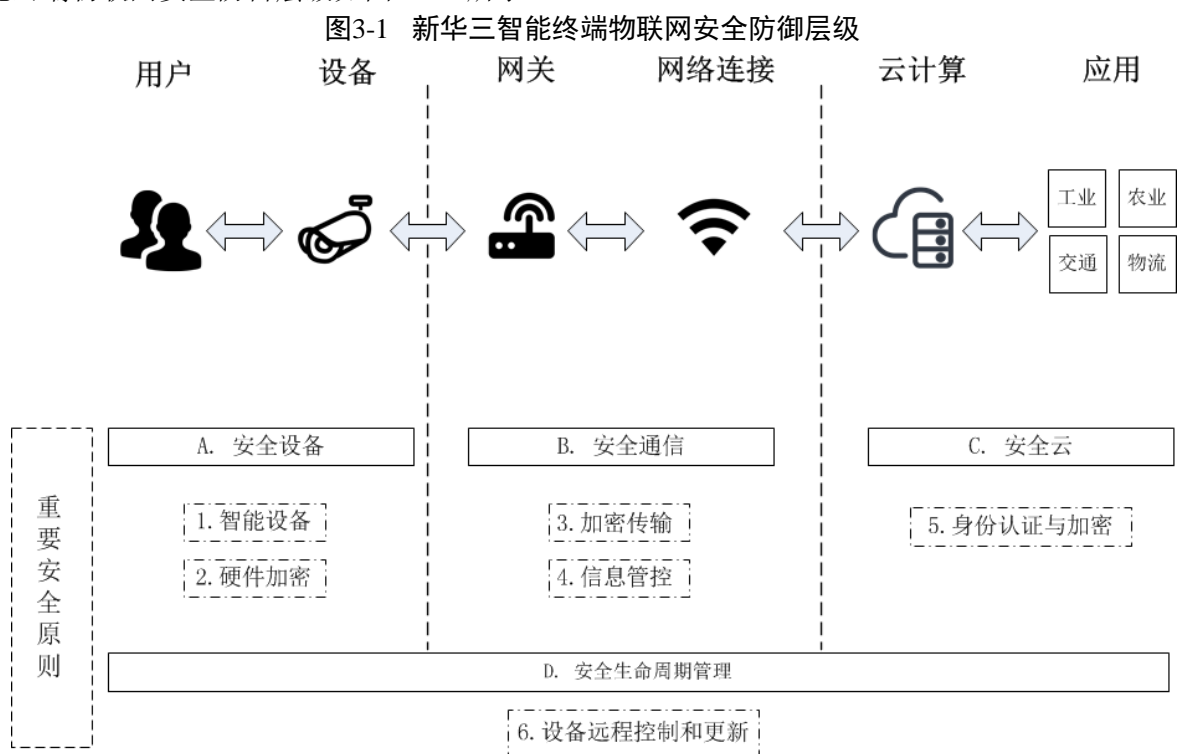 图3-1 新华三智能终端物联网安全防御层级
用户 设备 网关 网络连接 云计算 应用
工业 农业
交通 物流
A. 安全设备 B. 安全通信 C. 安全云
1.智能设备 3.加密传输 5.身份认证与加密
2.硬件加密 4.信息管控
重要安全原则
D. 安全生命周期管理
6.设备远程控制和更新